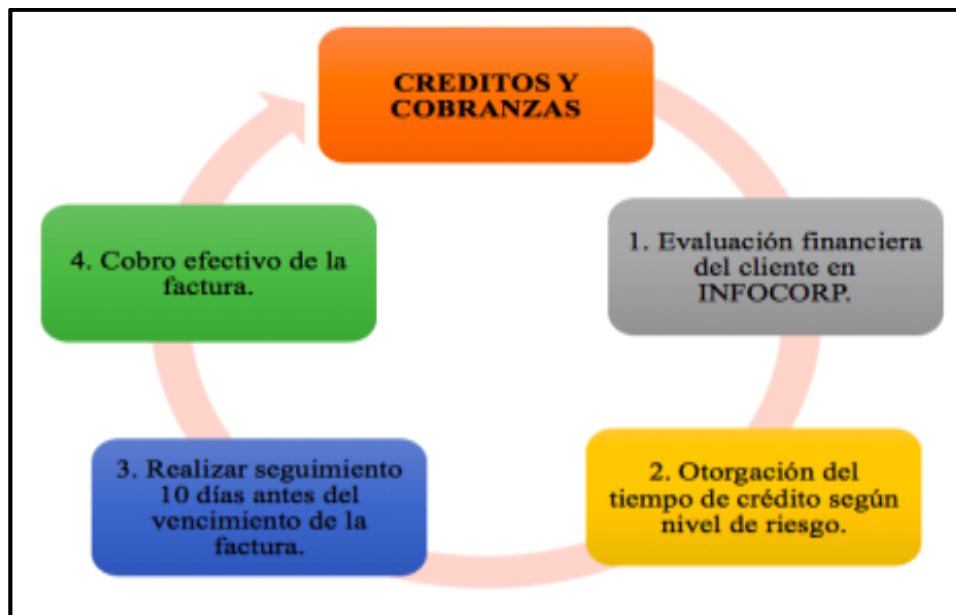 CREDITOS Y
COBRANZAS
1. Evaluación financiera
del cliente en
INFOCORP.
2. Otorgación del
tiempo de crédito según
nivel de riesgo.
3. Realizar seguimiento
10 días antes del
vencimiento de la
factura.
4. Cobro efectivo de la
factura.